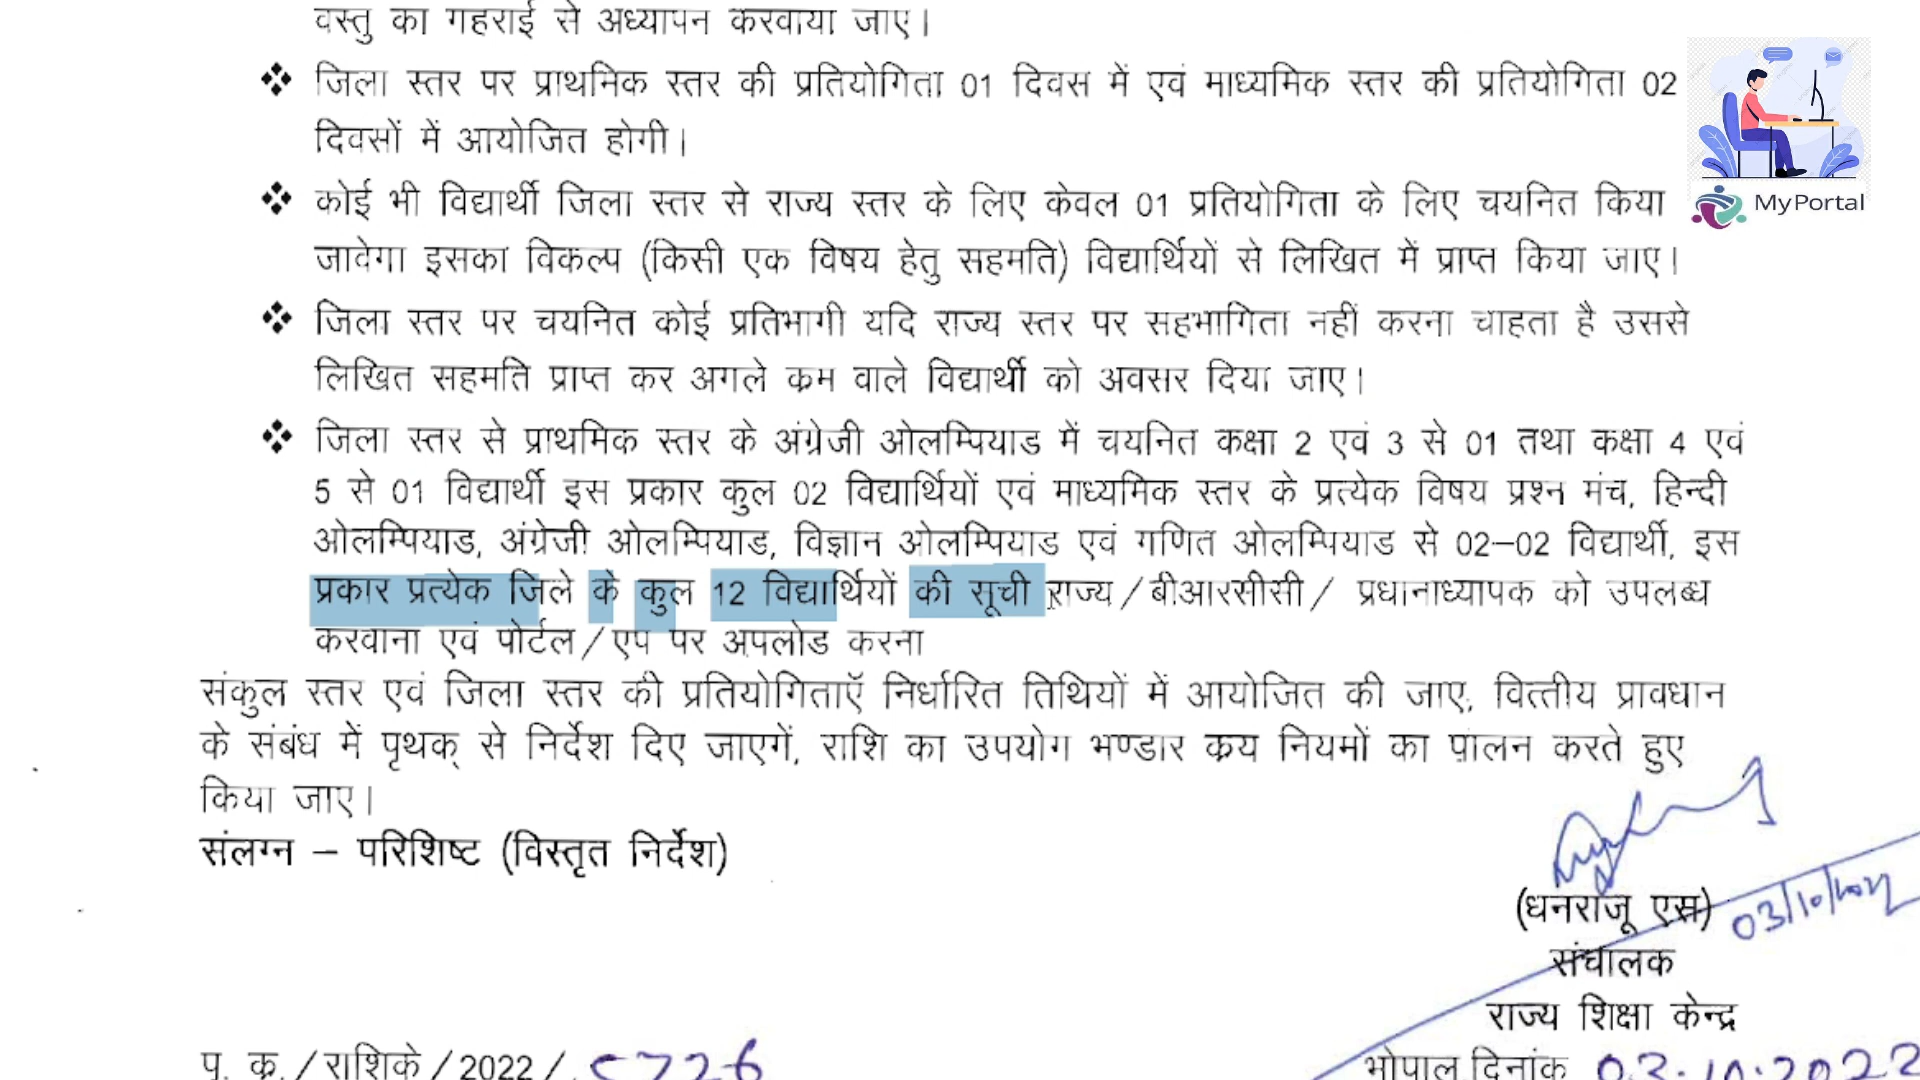 वस्तु का गहराई से अध्यापन करवाया जाए।
❖ जिला स्तर पर प्राथमिक स्तर की प्रतियोगिता 01 दिवस में एवं माध्यमिक स्तर की प्रतियोगिता 02
दिवसों में आयोजित होगी।
❖ कोई भी विद्यार्थी जिला स्तर से राज्य स्तर के लिए केवल 01 प्रतियोगिता के लिए चयनित किया
MyPortal
जावेगा इसका विकल्प (किसी एक विषय हेतु सहमति) विद्यार्थियों से लिखित में प्राप्त किया जाए।
❖ जिला स्तर पर चयनित कोई प्रतिभागी यदि राज्य स्तर पर सहभागिता नहीं करना चाहता है उससे
लिखित सहमति प्राप्त कर अगले क्रम वाले विद्यार्थी को अवसर दिया जाए।
❖ जिला स्तर से प्राथमिक स्तर के अंग्रेजी ओलम्पियाड में चयनित कक्षा 2 एवं 3 से 01 तथा कक्षा 4 एवं
5 से 01 विद्यार्थी इस प्रकार कुल 02 विद्यार्थियों एवं माध्यमिक स्तर के प्रत्येक विषय प्रश्न मंच, हिन्दी
ओलम्पियाड, अंग्रेजी ओलम्पियाड, विज्ञान ओलम्पियाड एवं गणित ओलम्पियाड से 02–02 विद्यार्थी, इस
प्रकार प्रत्येक जिले के कुल 12 विद्यार्थियों की सूची राज्य/बीआरसीसी/ प्रधानाध्यापक को उपलब्ध
करवाना एवं पोर्टल/एप पर अपलोड करना
संकुल स्तर एवं जिला स्तर की प्रतियोगिताएँ निर्धारित तिथियों में आयोजित की जाए, वित्तीय प्रावधान
के संबंध में पृथक् से निर्देश दिए जाएगें, राशि का उपयोग भण्डार क्रय नियमों का पालन करते हुए
किया जाए।
संलग्न – परिशिष्ट (विस्तृत निर्देश)
(धनराजू एस)
03/10/2022
संचालक
राज्य शिक्षा केन्द्र
पृ. क्र./राशिके/2022/ 5726
भोपाल,दिनांक 03.10.2022